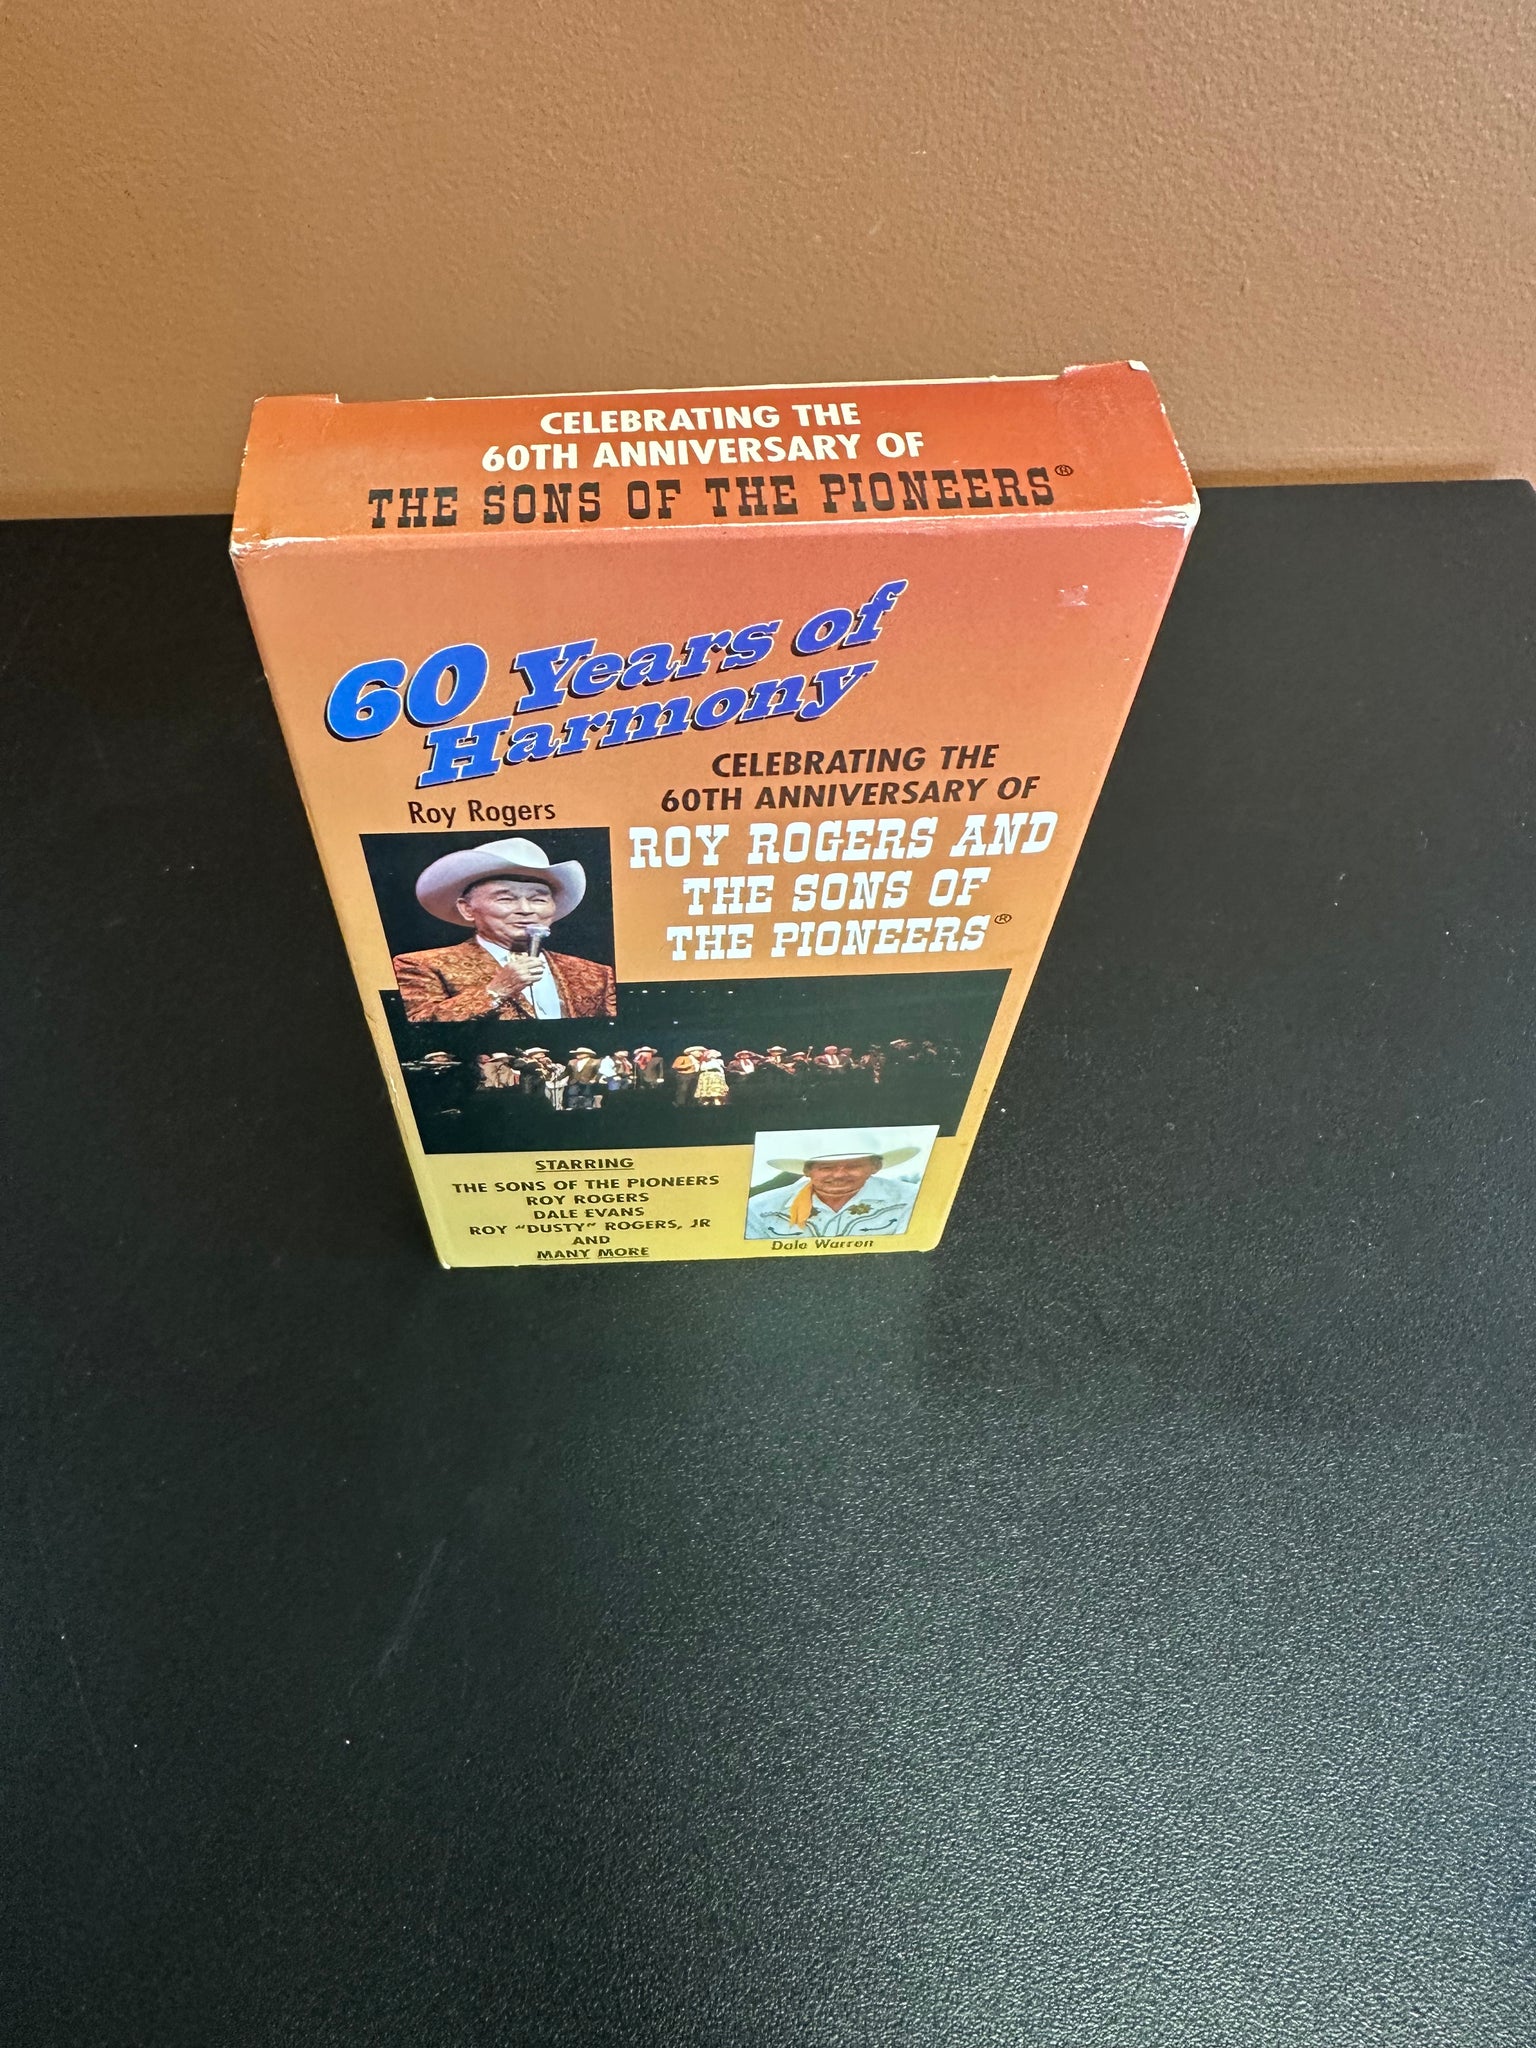 CELEBRATING THE
60TH ANNIVERSARY OF
THE SONS OF THE PIONEERS®
60 Years of
Harmony
CELEBRATING THE
60TH ANNIVERSARY OF
ROY ROGERS AND
THE SONS OF
THE PIONEERS®
Roy Rogers
STARRING
THE SONS OF THE PIONEERS
ROY ROGERS
DALE EVANS
ROY "DUSTY" ROGERS, JR
AND
MANY MORE
Dale Warren